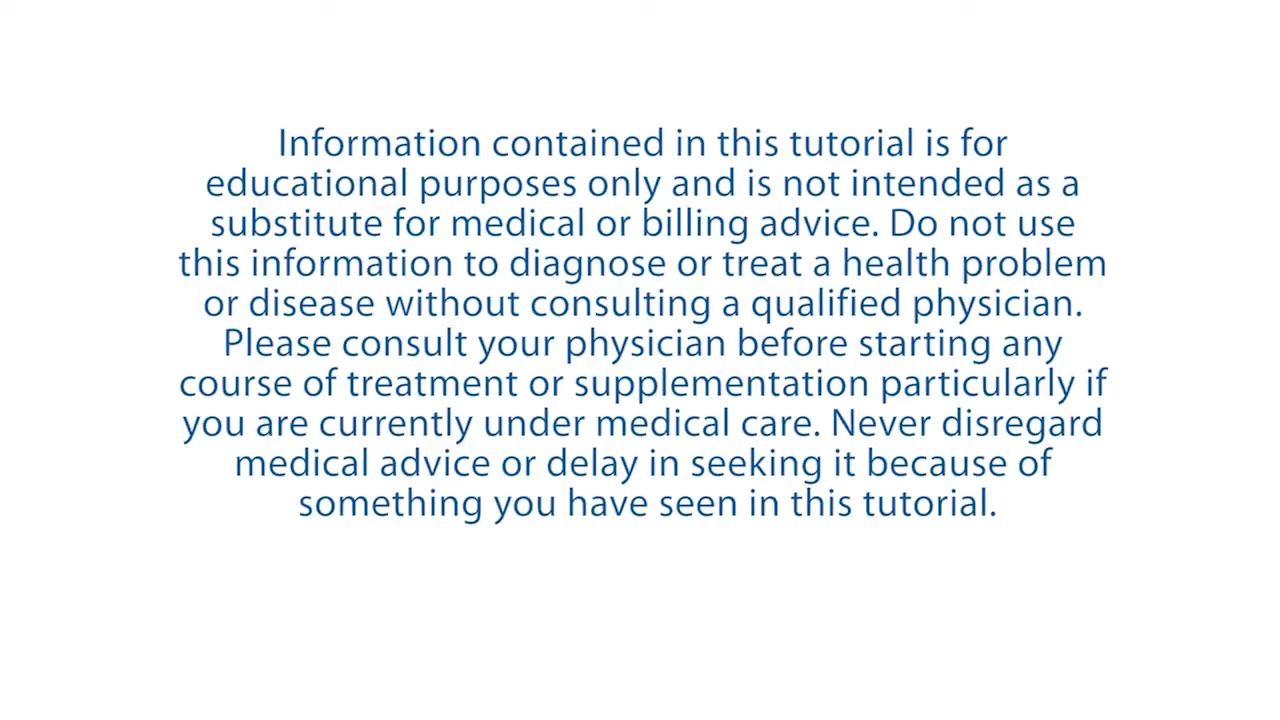 Information contained in this tutorial is for
educational purposes only and is not intended as a
substitute for medical or billing advice. Do not use
this information to diagnose or treat a health problem
or disease without consulting a qualified physician.
Please consult your physician before starting any
course of treatment or supplementation particularly if
you are currently under medical care. Never disregard
medical advice or delay in seeking it because of
something you have seen in this tutorial.